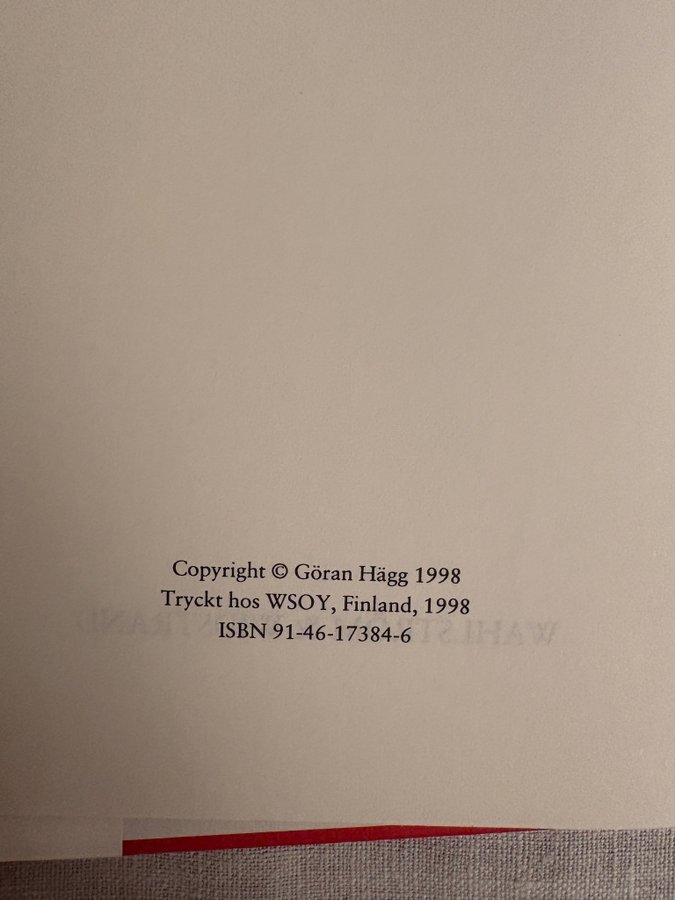 Copyright © Göran Hägg 1998
Tryckt hos WSOY, Finland, 1998
ISBN 91-46-17384-6